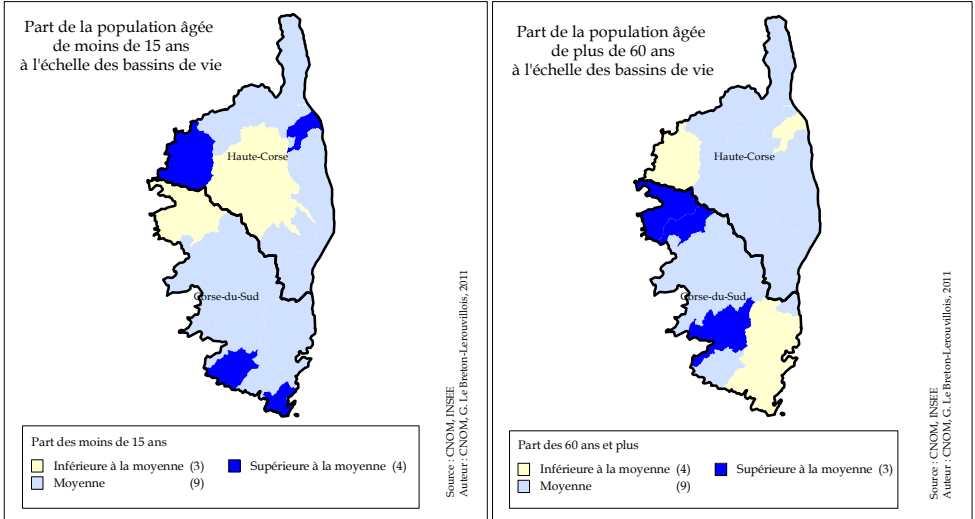 Part de la population âgée
de moins de 15 ans
à l'échelle des bassins de vie
Haute-Corse
Corse-du-Sud
Source : CNOM, INSEE
Auteur : CNOM, G. Le Breton-Lerouvillois, 2011
Part des moins de 15 ans
Inférieure à la moyenne (3)
Supérieure à la moyenne (4)
Moyenne (9)
Part de la population âgée
de plus de 60 ans
à l'échelle des bassins de vie
Haute-Corse
Corse-du-Sud
Source : CNOM, INSEE
Auteur : CNOM, G. Le Breton-Lerouvillois, 2011
Part des 60 ans et plus
Inférieure à la moyenne (4)
Supérieure à la moyenne (3)
Moyenne (9)